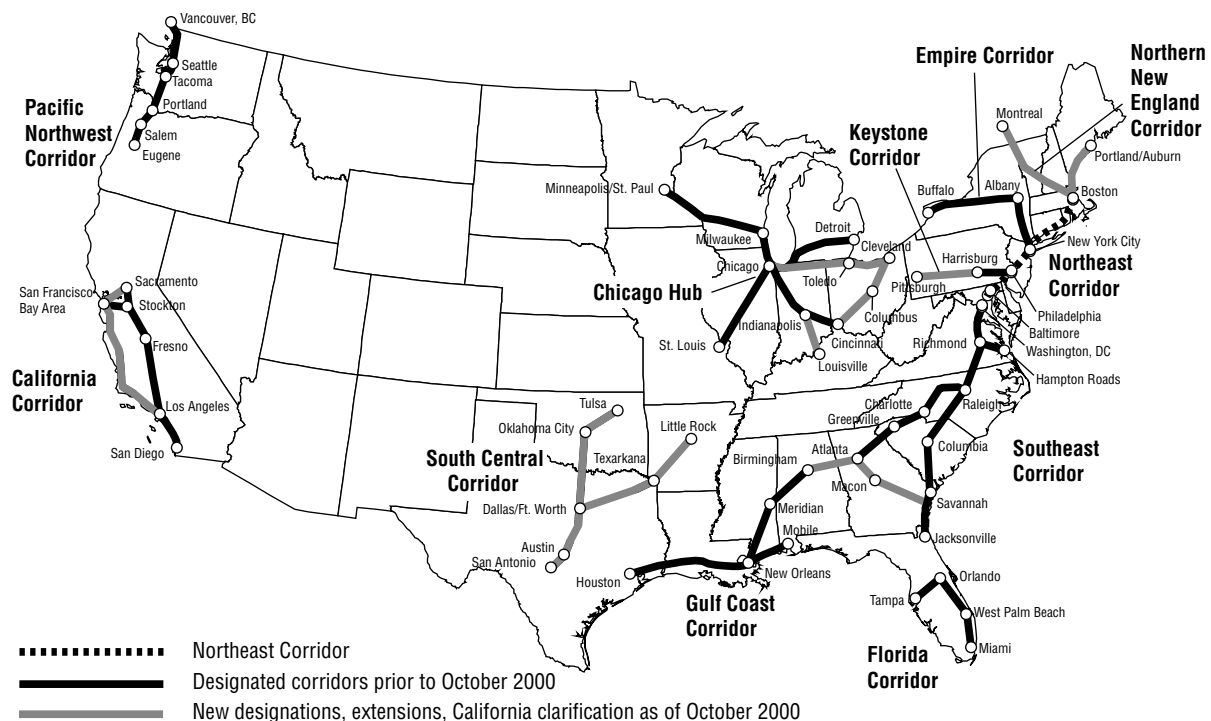 Vancouver, BC
Seattle
Tacoma
Portland
Salem
Eugene
Pacific
Northwest
Corridor
Empire Corridor
Northern
New
England
Corridor
Keystone
Corridor
Montreal
Portland/Auburn
Boston
Buffalo
Albany
New York City
Northeast
Corridor
Harrisburg
Pittsburgh
Philadelphia
Baltimore
Washington, DC
Hampton Roads
Richmond
Minneapolis/St. Paul
Milwaukee
Detroit
Cleveland
Chicago
Toledo
Chicago Hub
Columbus
Indianapolis
Cincinnati
St. Louis
Louisville
Sacramento
San Francisco
Bay Area
Stockton
Fresno
California
Corridor
Los Angeles
San Diego
Tulsa
Oklahoma City
Little Rock
Texarkana
South Central
Corridor
Dallas/Ft. Worth
Austin
San Antonio
Houston
Charlotte
Raleigh
Greenville
Columbia
Southeast
Corridor
Birmingham
Atlanta
Macon
Savannah
Meridian
Mobile
Jacksonville
New Orleans
Gulf Coast
Corridor
Orlando
Tampa
West Palm Beach
Miami
Florida
Corridor
Northeast Corridor
Designated corridors prior to October 2000
New designations, extensions, California clarification as of October 2000